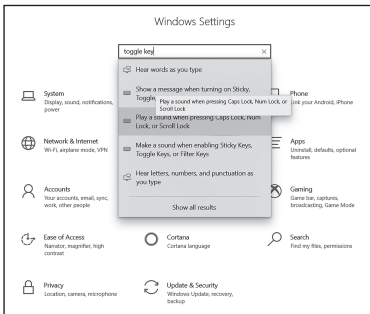 Windows Settings
toggle key
Hear words as you type
Show a message when turning on Sticky,
Toggle
Play a sound when pressing Caps Lock, Num Lock, or
Scroll Lock
Play a sound when pressing Caps Lock, Num
Lock, or Scroll Lock
Make a sound when enabling Sticky Keys,
Toggle Keys, or Filter Keys
Hear letters, numbers, and punctuation as
you type
Show all results
System
Display, sound, notifications,
power
Phone
Link your Android, iPhone
Network & Internet
Wi-Fi, airplane mode, VPN
Apps
Uninstall, defaults, optional
features
Accounts
Your accounts, email, sync,
work, other people
Gaming
Game bar, captures,
broadcasting, Game Mode
Ease of Access
Narrator, magnifier, high
contrast
Cortana
Cortana language
Search
Find my files, permissions
Privacy
Location, camera, microphone
Update & Security
Windows Update, recovery,
backup